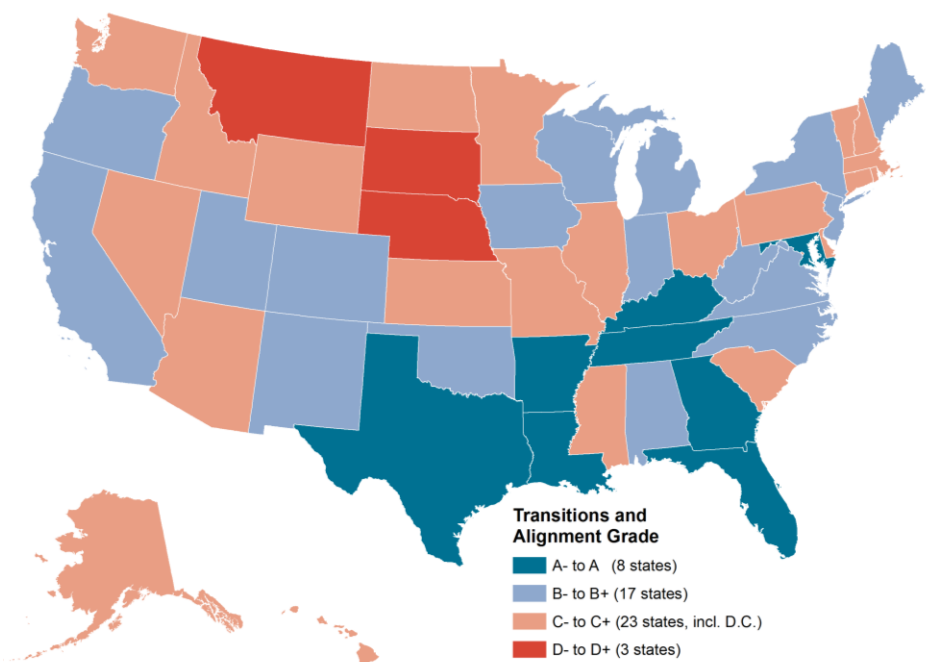 Transitions and
Alignment Grade
A- to A (8 states)
B- to B+ (17 states)
C- to C+ (23 states, incl. D.C.)
D- to D+ (3 states)